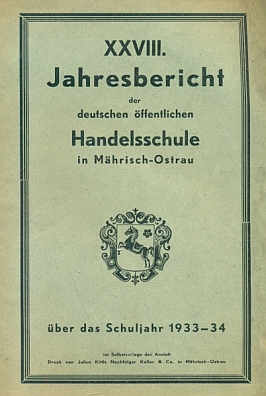 XXVIII.
Jahresbericht
der
deutschen öffentlichen
Handelsschule
in Mährisch-Ostrau
über das Schuljahr 1933—34
im Selbstverlage der Anstalt
Druck von Julius Kittls Nachfolger Keller & Co. in Mährisch-Ostrau